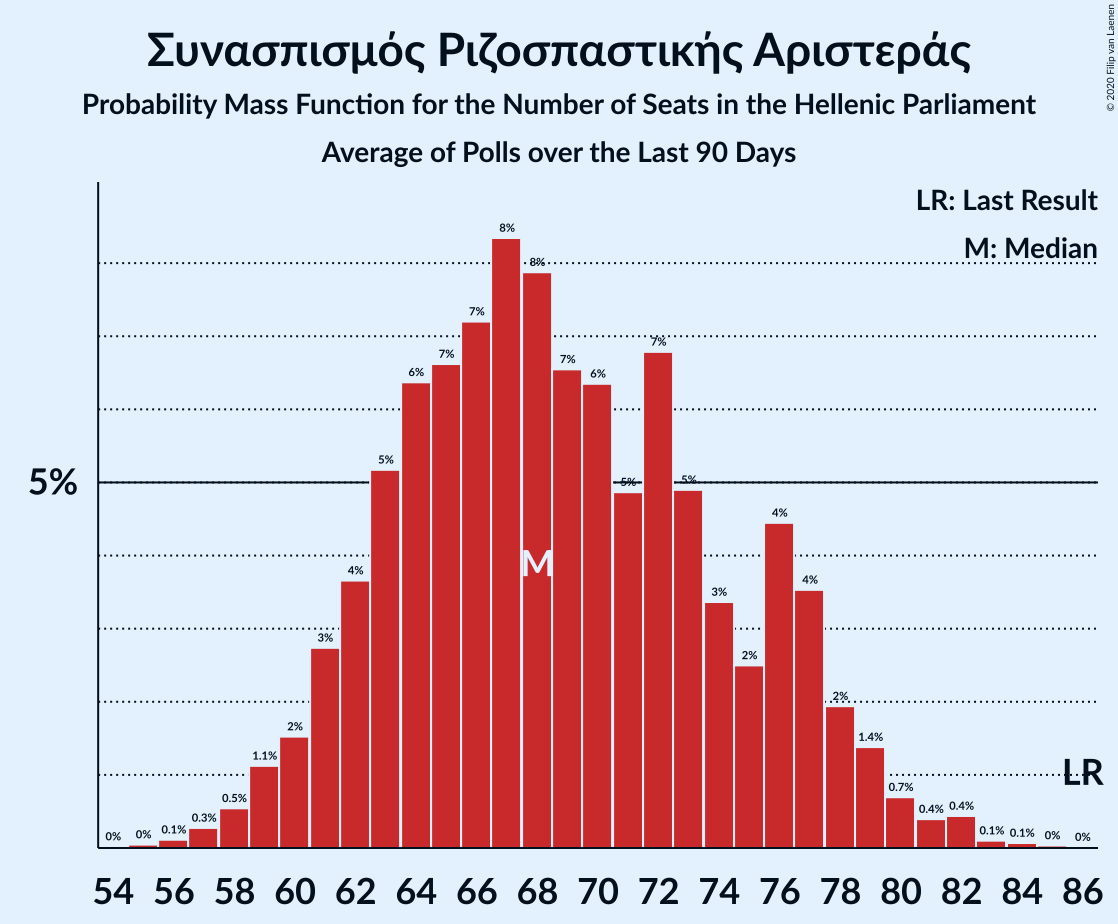 Συνασπισμός Ριζοσπαστικής Αριστεράς
Probability Mass Function for the Number of Seats in the Hellenic Parliament
Average of Polls over the Last 90 Days
© 2020 Filip van Laenen
LR: Last Result
M: Median
5%
0% 0% 0.1% 0.3% 0.5% 1.1% 2% 3% 4% 5% 6% 7% 7% 8% 8% 7% 6% 5% 7% 5% 3% 2% 4% 4% 2% 1.4% 0.7% 0.4% 0.4% 0.1% 0.1% 0% 0%
M
LR
54 56 58 60 62 64 66 68 70 72 74 76 78 80 82 84 86